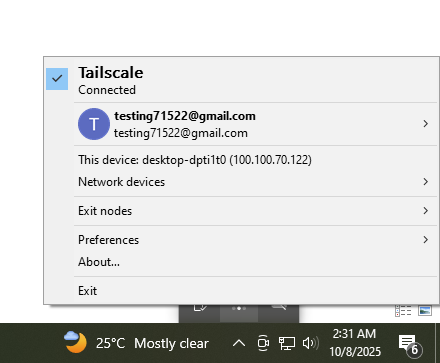 Tailscale
Connected
T
testing71522@gmail.com
testing71522@gmail.com
This device: desktop-dpti1t0 (100.100.70.122)
Network devices
Exit nodes
Preferences
About...
Exit
25°C Mostly clear
2:31 AM
10/8/2025
6